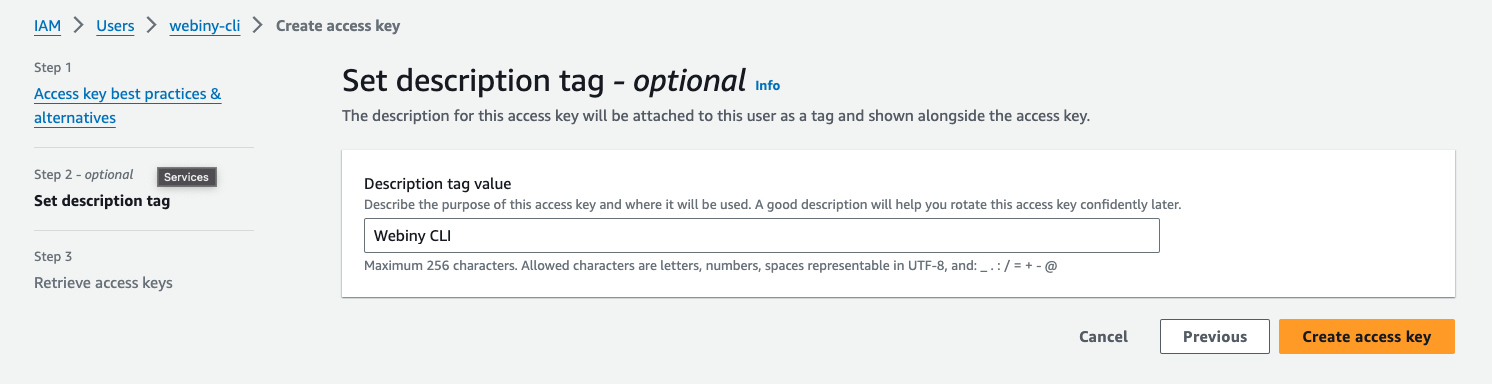 IAM > Users > webiny-cli > Create access key
Step 1
Access key best practices &
alternatives
Step 2 - optional
Services
Set description tag
Step 3
Retrieve access keys
Set description tag - optional Info
The description for this access key will be attached to this user as a tag and shown alongside the access key.
Description tag value
Describe the purpose of this access key and where it will be used. A good description will help you rotate this access key confidently later.
Webiny CLI
Maximum 256 characters. Allowed characters are letters, numbers, spaces representable in UTF-8, and: _ . : / = + - @
Cancel
Previous
Create access key